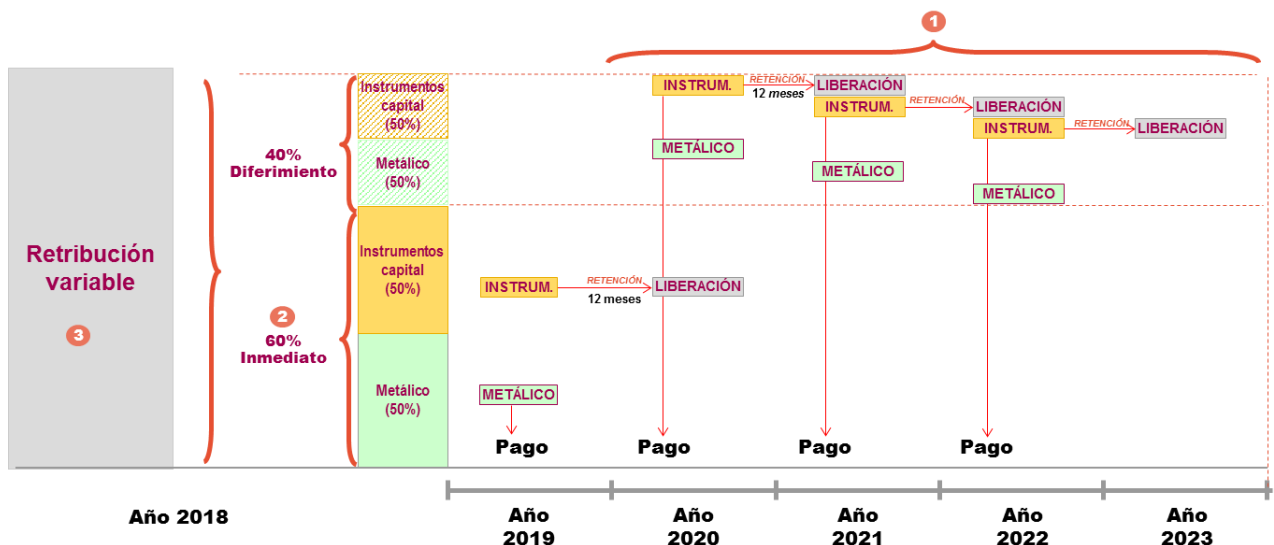 1
Retribución
variable
3
40%
Diferimiento
2
60%
Inmediato
Instrumentos
capital
(50%)
Metálico
(50%)
Instrumentos
capital
(50%)
Metálico
(50%)
INSTRUM.
RETENCIÓN
12 meses
LIBERACIÓN
INSTRUM.
RETENCIÓN
LIBERACIÓN
INSTRUM.
RETENCIÓN
LIBERACIÓN
METÁLICO
METÁLICO
METÁLICO
INSTRUM.
RETENCIÓN
12 meses
LIBERACIÓN
METÁLICO
Pago
Pago
Pago
Pago
Año 2018
Año
2019
Año
2020
Año
2021
Año
2022
Año
2023